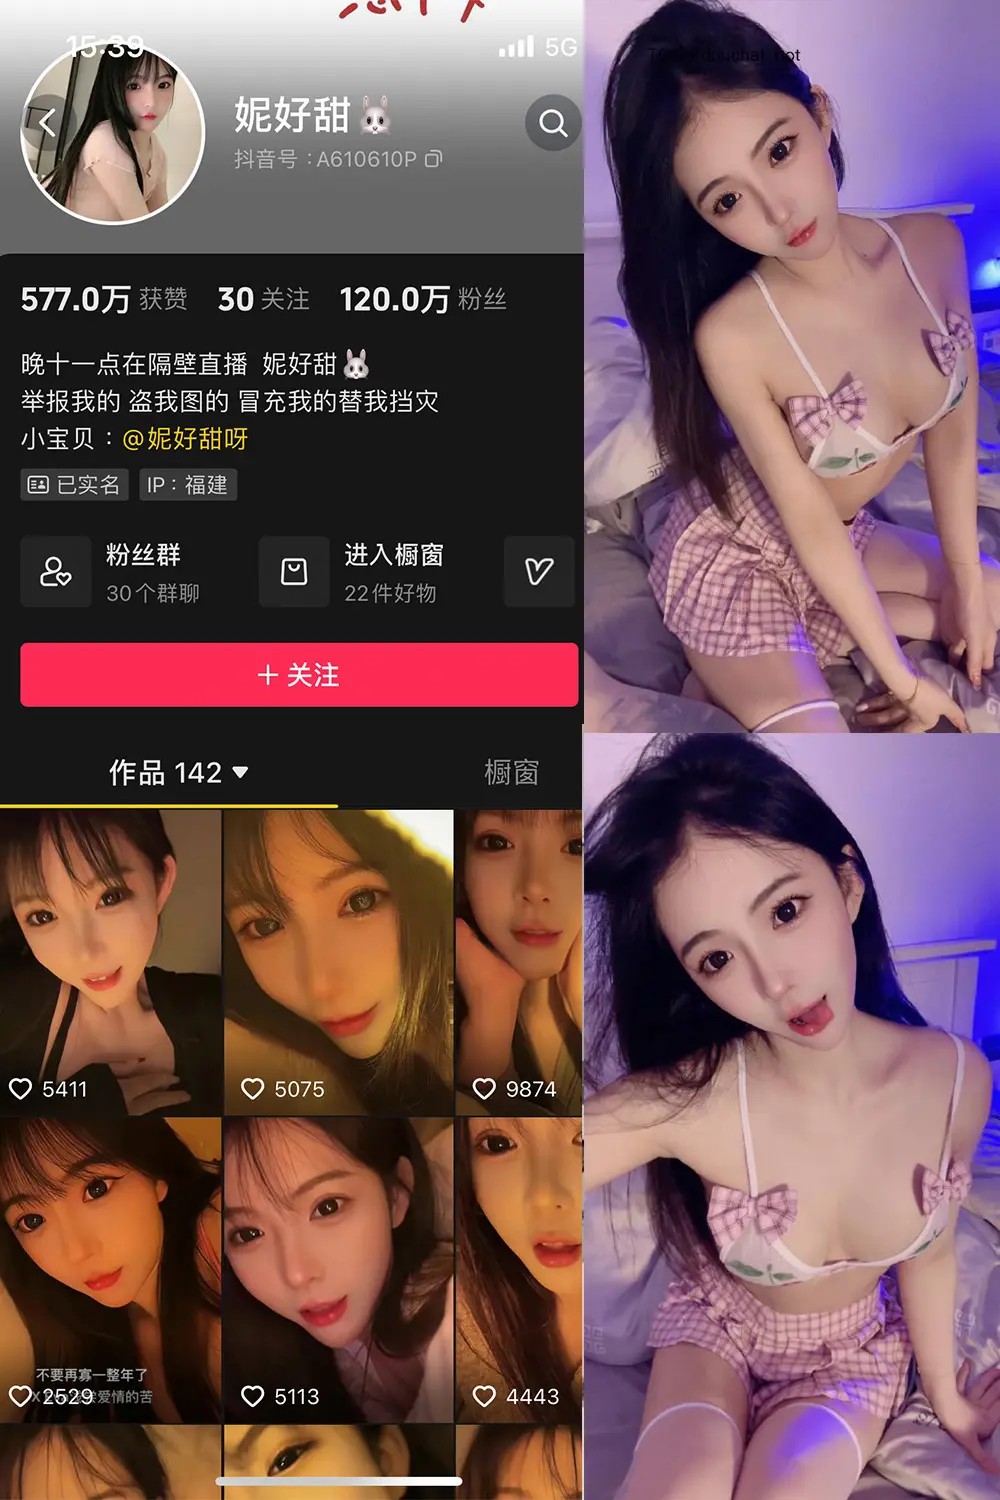 15:39
5G
妮好甜🐰
抖音号：A610610P
577.0万 获赞 30 关注 120.0万 粉丝
晚十一点在隔壁直播 妮好甜🐰
举报我的 盗我图的 冒充我的替我挡灾
小宝贝：@妮好甜呀
已实名 IP：福建
粉丝群
30个群聊
进入橱窗
22件好物
＋关注
作品 142 橱窗
5411
5075
9874
不要再寡一整年了
爱情的苦
2529
5113
4443